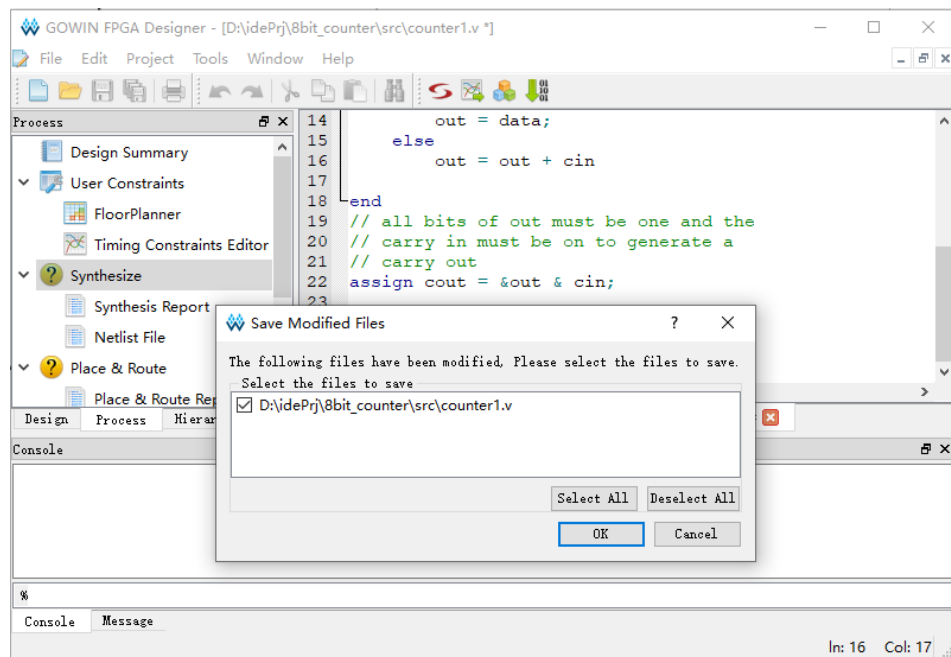 GOWIN FPGA Designer - [D:\idePrj\8bit_counter\src\counter1.v *]
File Edit Project Tools Window Help
Process
Design Summary
User Constraints
FloorPlanner
Timing Constraints Editor
Synthesize
Synthesis Report
Netlist File
Place & Route
Place & Route Rep
Design Process Hierar
14 out = data;
15 else
16 out = out + cin
17
18 end
19 // all bits of out must be one and the
20 // carry in must be on to generate a
21 // carry out
22 assign cout = &out & cin;
23
Save Modified Files
The following files have been modified, Please select the files to save.
Select the files to save
D:\idePrj\8bit_counter\src\counter1.v
Select All Deselect All
OK Cancel
Console
%
Console Message
ln: 16 Col: 17